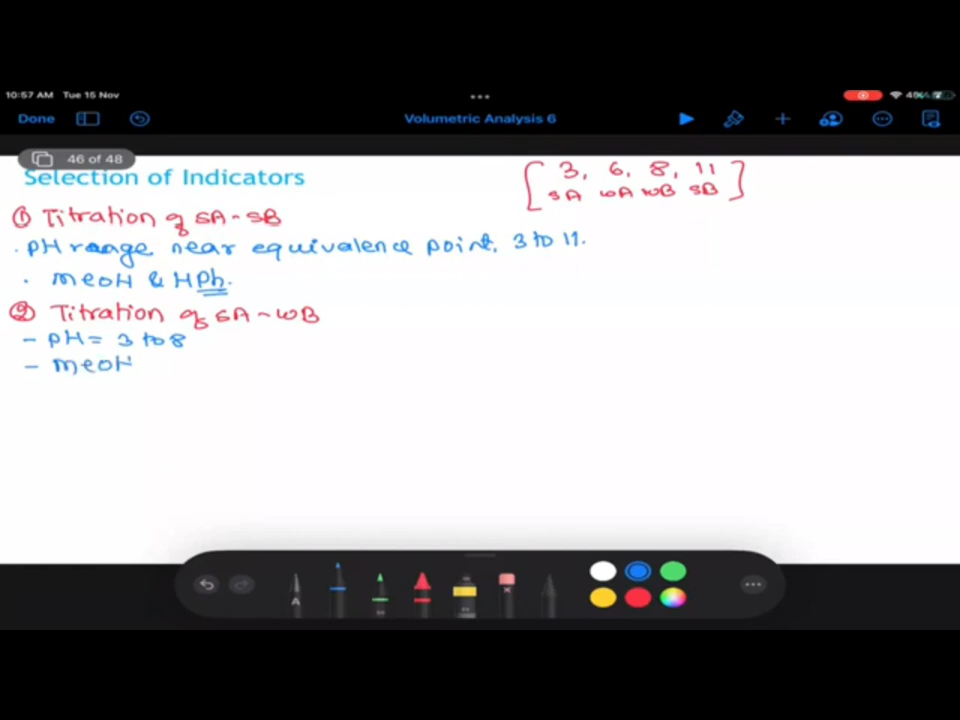 10:57 AM Tue 15 Nov
Done
Volumetric Analysis 6
46 of 48
Selection of Indicators
[3, 6, 8, 11]
SA WA WB SB
① Titration of SA - SB
· pH range near equivalence point, 3 to 11.
· MeOH & HPh.
② Titration of SA - WB
- pH = 3 to 8
- MeOH
A